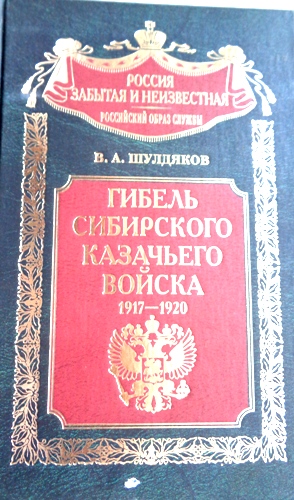 РОССИЯ
ЗАБЫТАЯ И НЕИЗВЕСТНАЯ
РОССИЙСКИЙ ОБРАЗ СЛУЖБЫ
В. А. ШУЛДЯКОВ
ГИБЕЛЬ
СИБИРСКОГО
КАЗАЧЬЕГО
ВОЙСКА
1917—1920